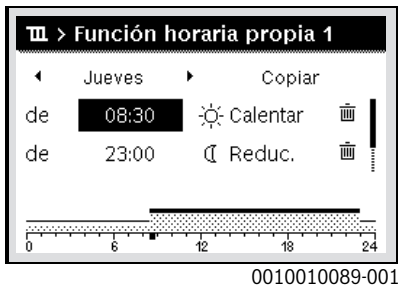 > Función horaria propia 1
Jueves Copiar
de 08:30 Calentar
de 23:00 Reduc.
0 6 12 18 24
0010010089-001